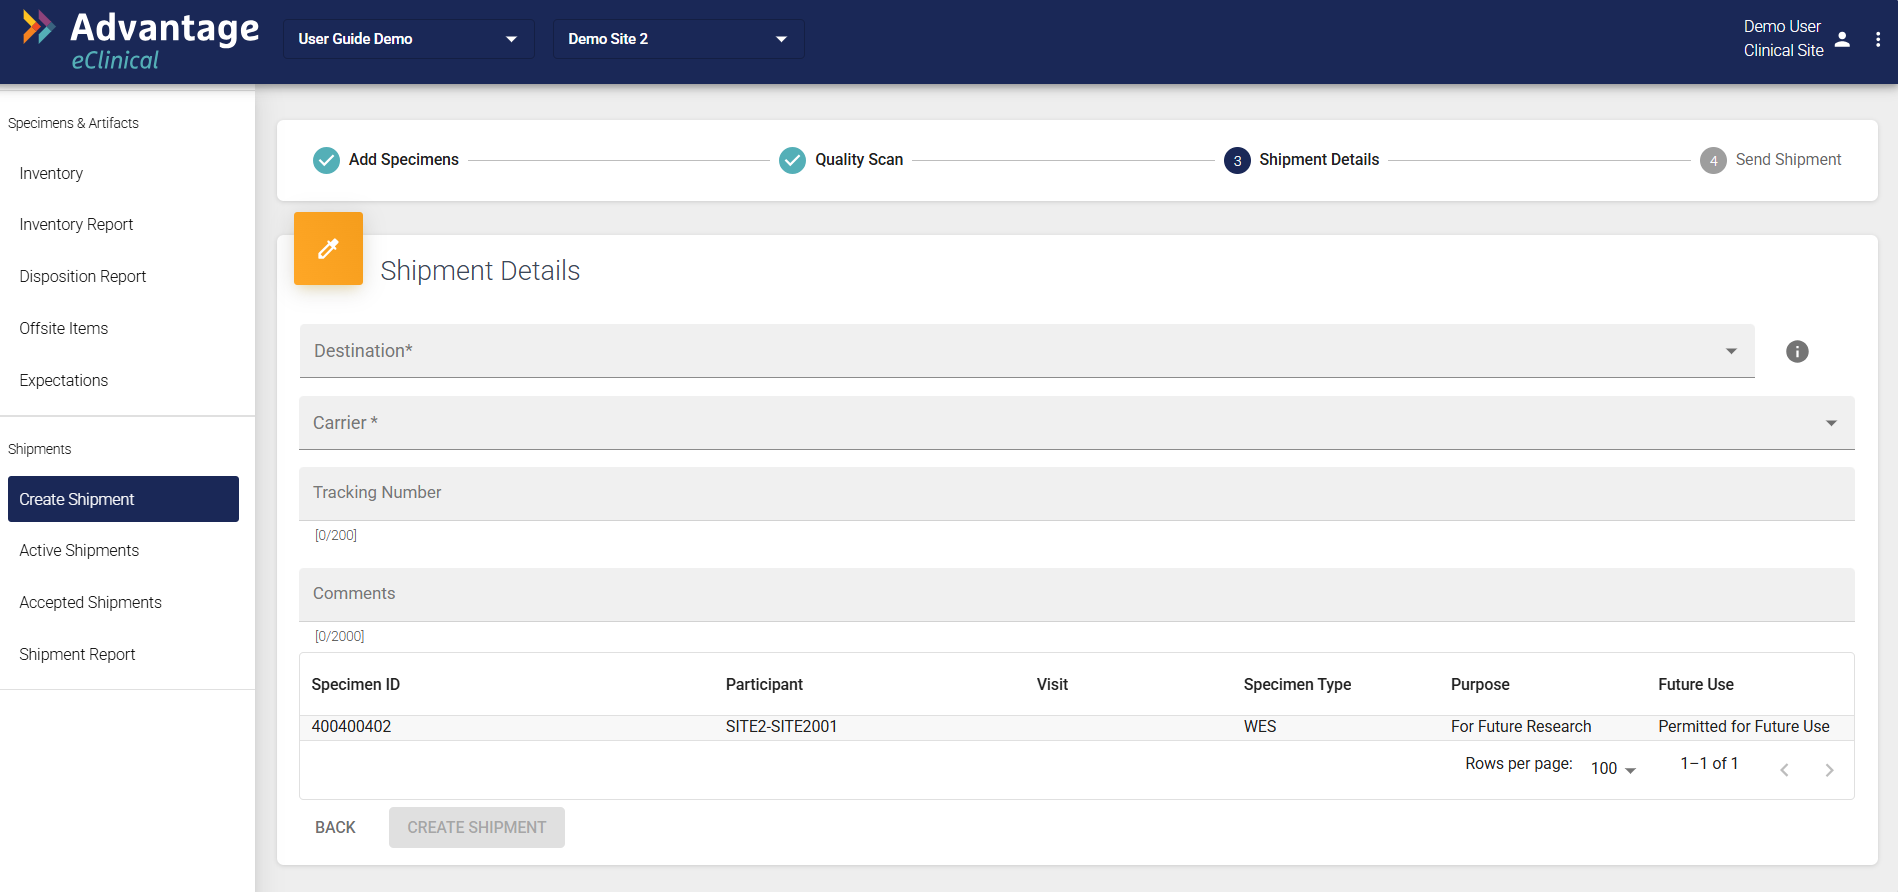 Advantage
eClinical
User Guide Demo
Demo Site 2
Demo User
Clinical Site
Specimens & Artifacts
Inventory
Inventory Report
Disposition Report
Offsite Items
Expectations
Shipments
Create Shipment
Active Shipments
Accepted Shipments
Shipment Report
Add Specimens
Quality Scan
3 Shipment Details
4 Send Shipment
Shipment Details
Destination*
Carrier *
Tracking Number
[0/200]
Comments
[0/2000]
Specimen ID Participant Visit Specimen Type Purpose Future Use
400400402 SITE2-SITE2001 WES For Future Research Permitted for Future Use
Rows per page: 100 1–1 of 1
BACK CREATE SHIPMENT